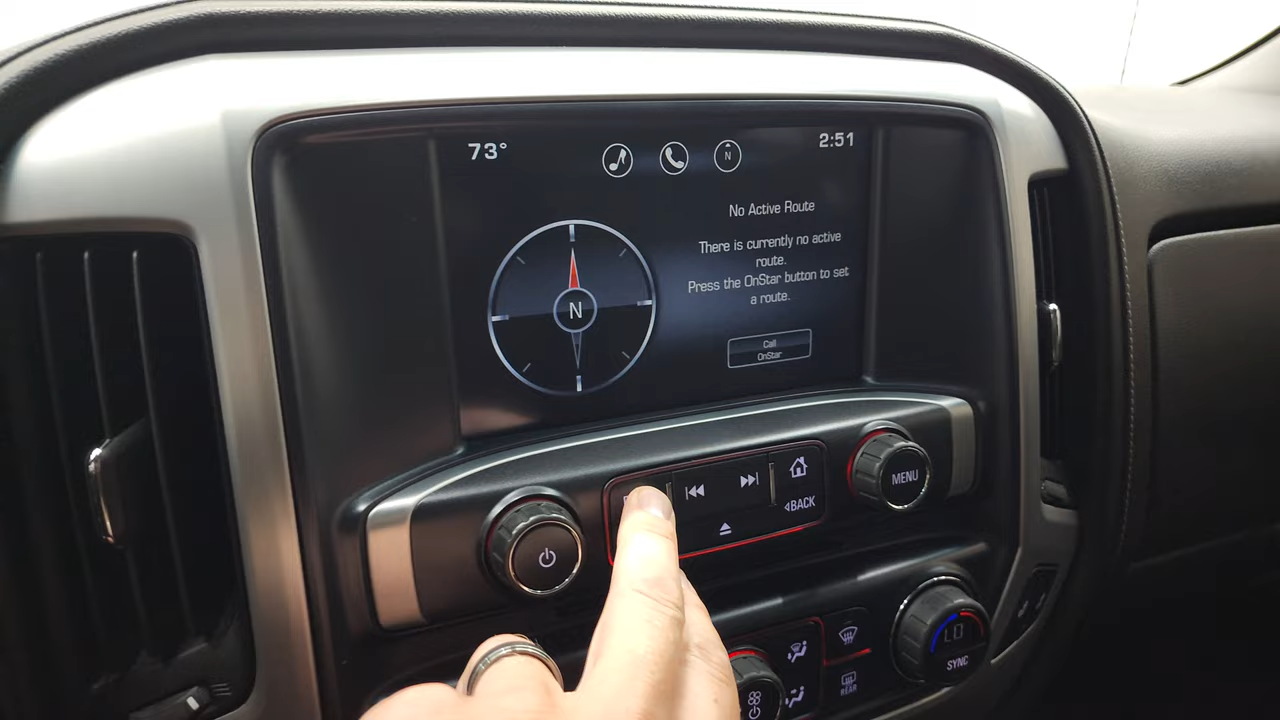 73°
2:51
N
No Active Route
There is currently no active
route.
Press the OnStar button to set
a route.
N
Call
OnStar
MENU
◁BACK
LO
SYNC
REAR